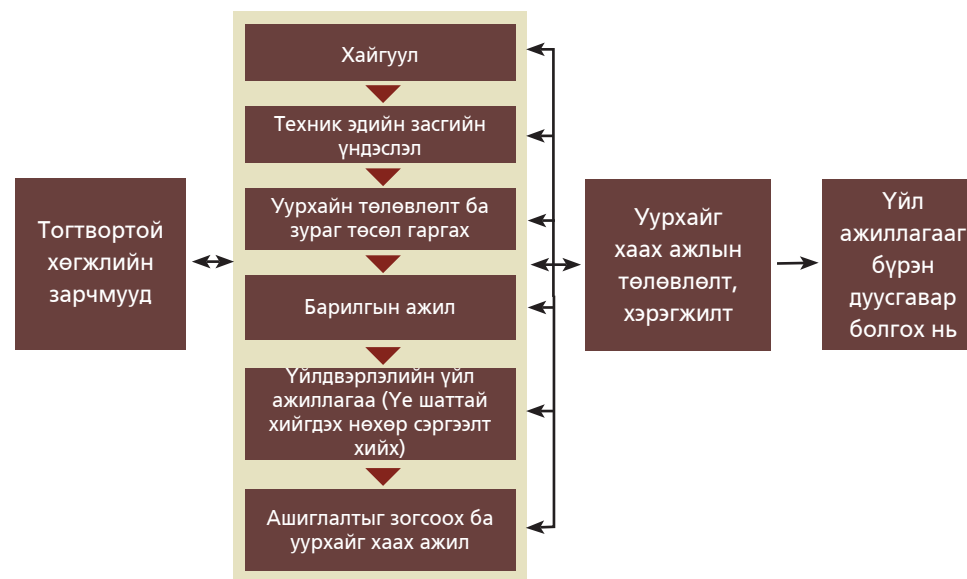 Хайгуул
Техник эдийн засгийн
үндэслэл
Уурхайн төлөвлөлт ба
зураг төсөл гаргах
Барилгын ажил
Үйлдвэрлэлийн үйл
ажиллагаа (Үе шаттай
хийгдэх нөхөр сэргээлт
хийх)
Ашиглалтыг зогсоох ба
уурхайг хаах ажил
Тогтвортой
хөгжлийн
зарчмууд
Уурхайг
хаах ажлын
төлөвлөлт,
хэрэгжилт
Үйл
ажиллагааг
бүрэн
дуусгавар
болгох нь